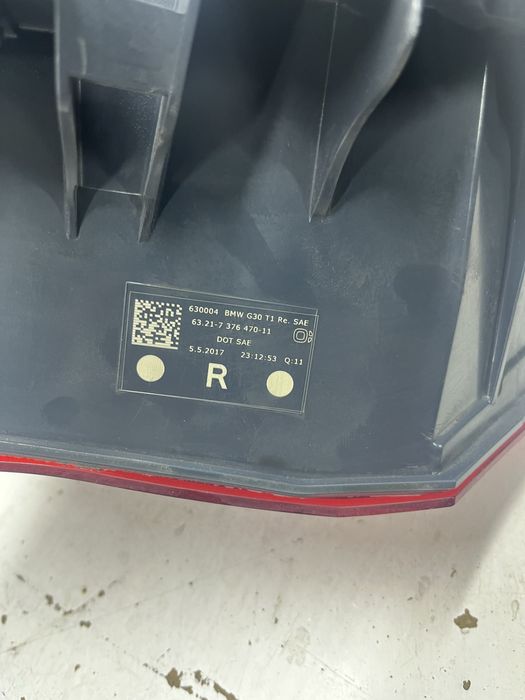 630004 BMW G30 T1 Re. SAE
63.21-7 376 470-11
DOT SAE
5.5.2017 23:12:53 Q:11
R